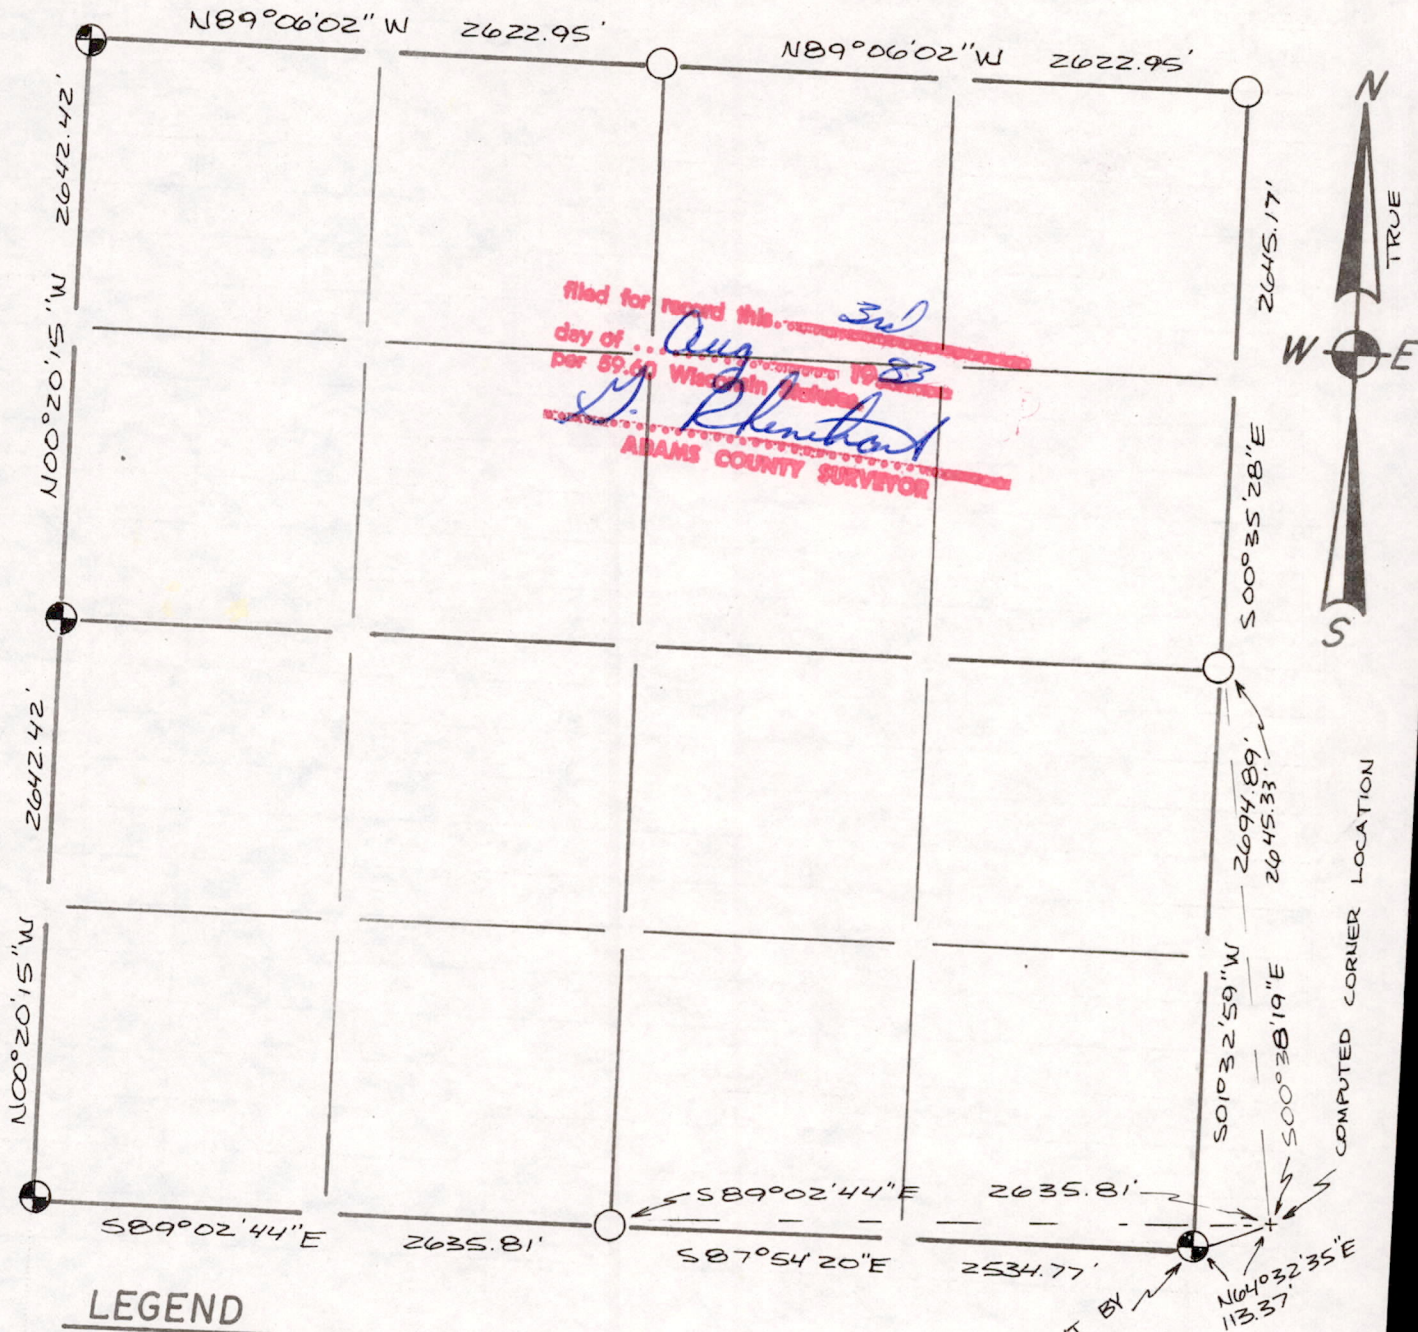 N89°06'02" W 2622.95'
N89°06'02" W 2622.95'
2642.42'
N00°20'15"W
2642.42'
N00°20'15"W
N
TRUE
W E
S
2645.17'
S00°35'28"E
filed for record this 3rd
day of Aug 1983
per 59.60 Wisconsin Statutes
ADAMS COUNTY SURVEYOR
2694.89'
2645.33'
S01°32'59"W
S00°38'19"E
COMPUTED CORNER LOCATION
S89°02'44"E 2635.81'
S89°02'44"E 2635.81'
S87°54'20"E 2534.77'
N64°32'35"E
113.37'
BY
LEGEND